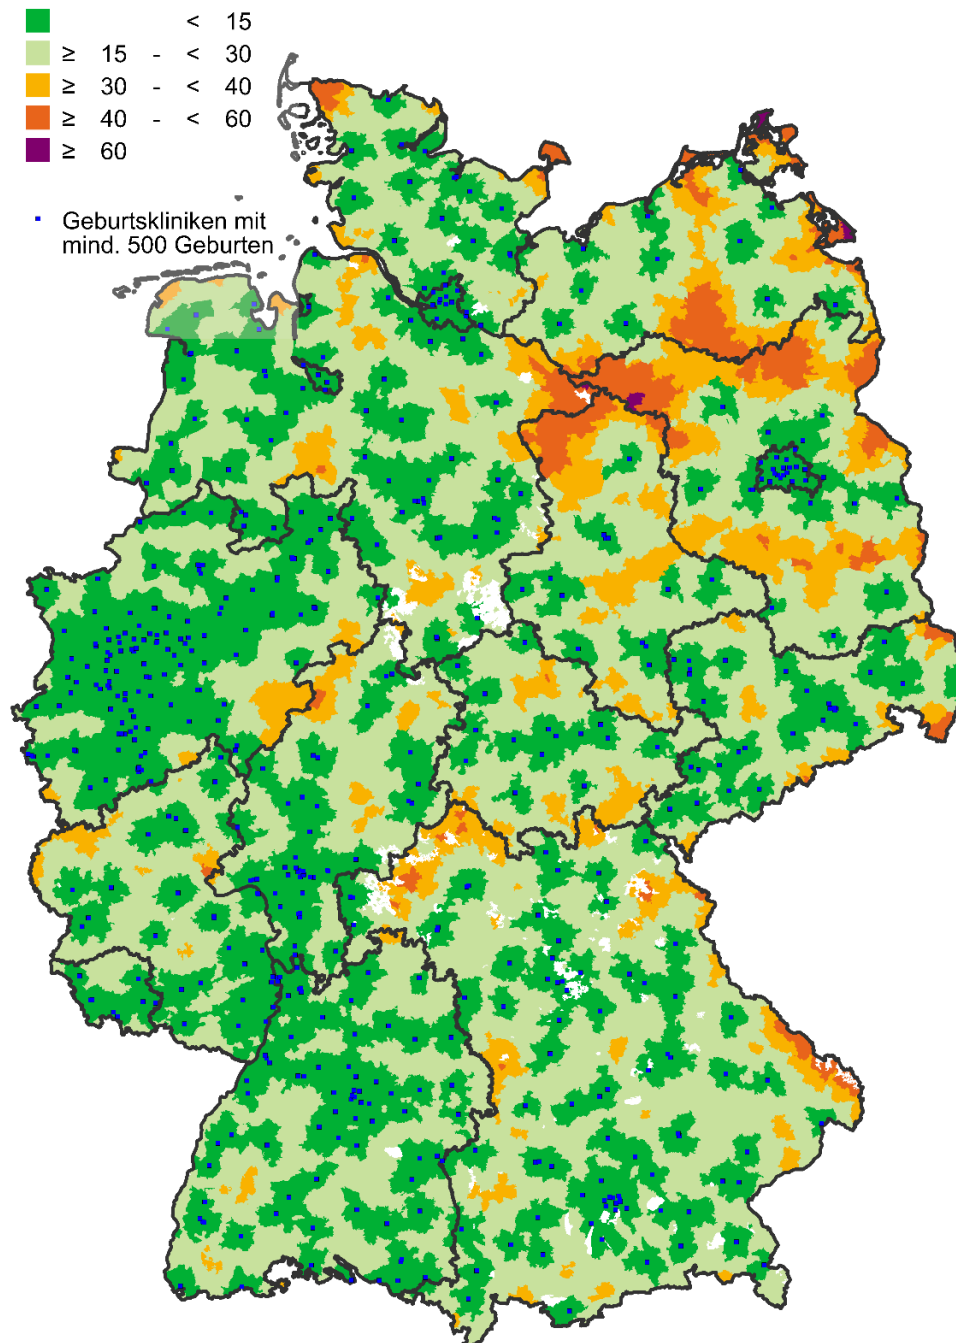 < 15
≥ 15 - < 30
≥ 30 - < 40
≥ 40 - < 60
≥ 60
Geburtskliniken mit
mind. 500 Geburten